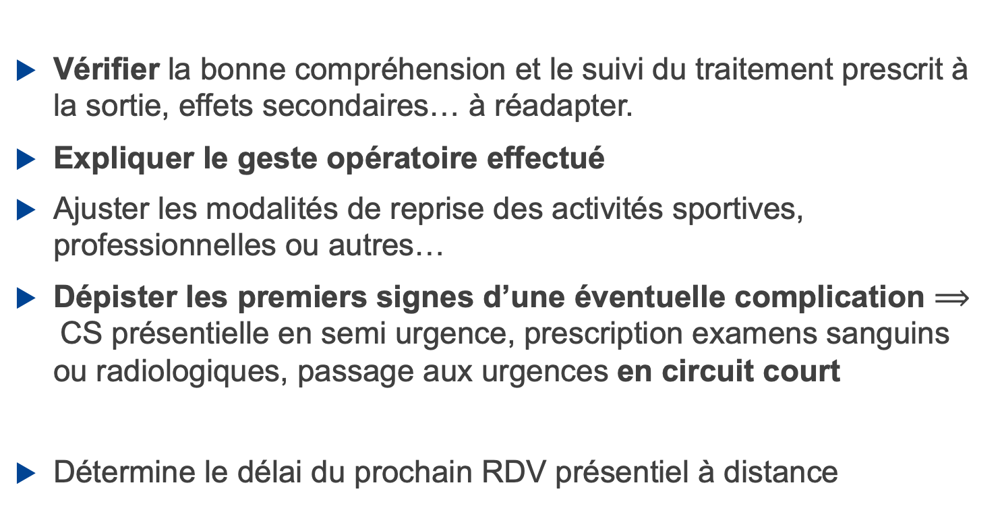 Vérifier la bonne compréhension et le suivi du traitement prescrit à
la sortie, effets secondaires… à réadapter.
Expliquer le geste opératoire effectué
Ajuster les modalités de reprise des activités sportives,
professionnelles ou autres…
Dépister les premiers signes d’une éventuelle complication ⟹
CS présentielle en semi urgence, prescription examens sanguins
ou radiologiques, passage aux urgences en circuit court
Détermine le délai du prochain RDV présentiel à distance